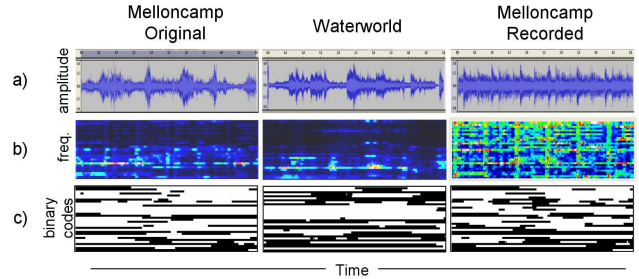 Melloncamp
Original
Waterworld
Melloncamp
Recorded
a)
amplitude
b)
freq.
c)
binary
codes
Time